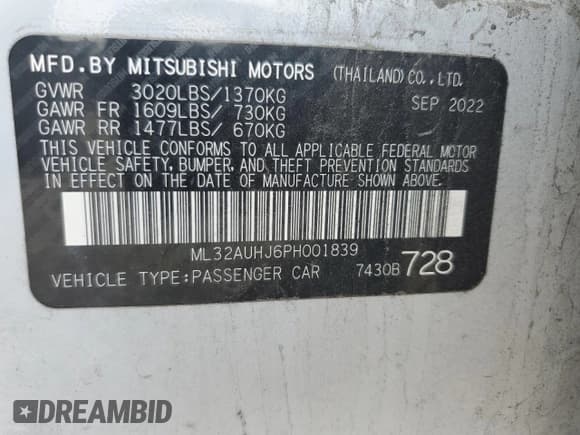 MFD.BY MITSUBISHI MOTORS (THAILAND)CO.,LTD.
GVWR 3020LBS/1370KG SEP 2022
GAWR FR 1609LBS/ 730KG
GAWR RR 1477LBS/ 670KG
THIS VEHICLE CONFORMS TO ALL APPLICABLE FEDERAL MOTOR
VEHICLE SAFETY, BUMPER, AND THEFT PREVENTION STANDARDS
IN EFFECT ON THE DATE OF MANUFACTURE SHOWN ABOVE.
ML32AUHJ6PH001839
VEHICLE TYPE:PASSENGER CAR 7430B 728
DREAMBID